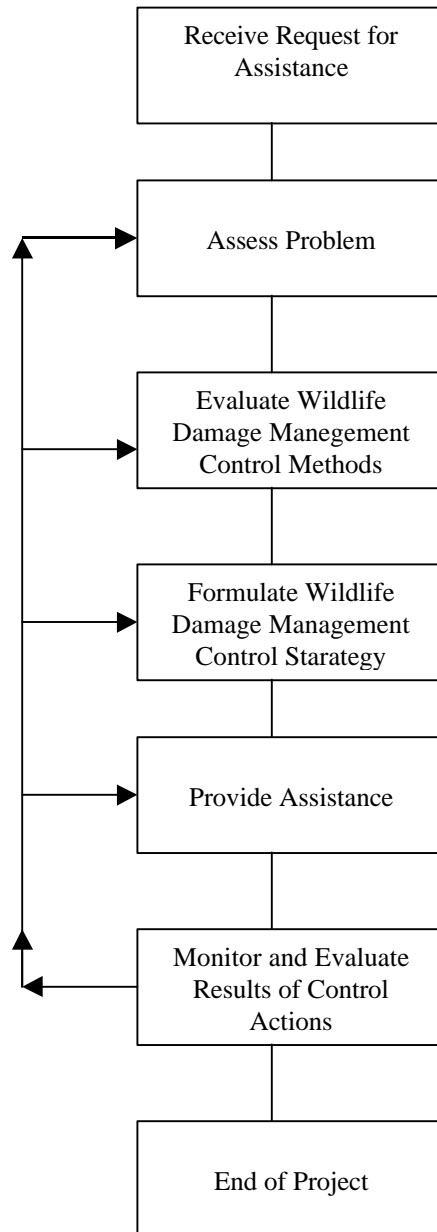 Receive Request for
Assistance
Assess Problem
Evaluate Wildlife
Damage Manegement
Control Methods
Formulate Wildlife
Damage Management
Control Starategy
Provide Assistance
Monitor and Evaluate
Results of Control
Actions
End of Project